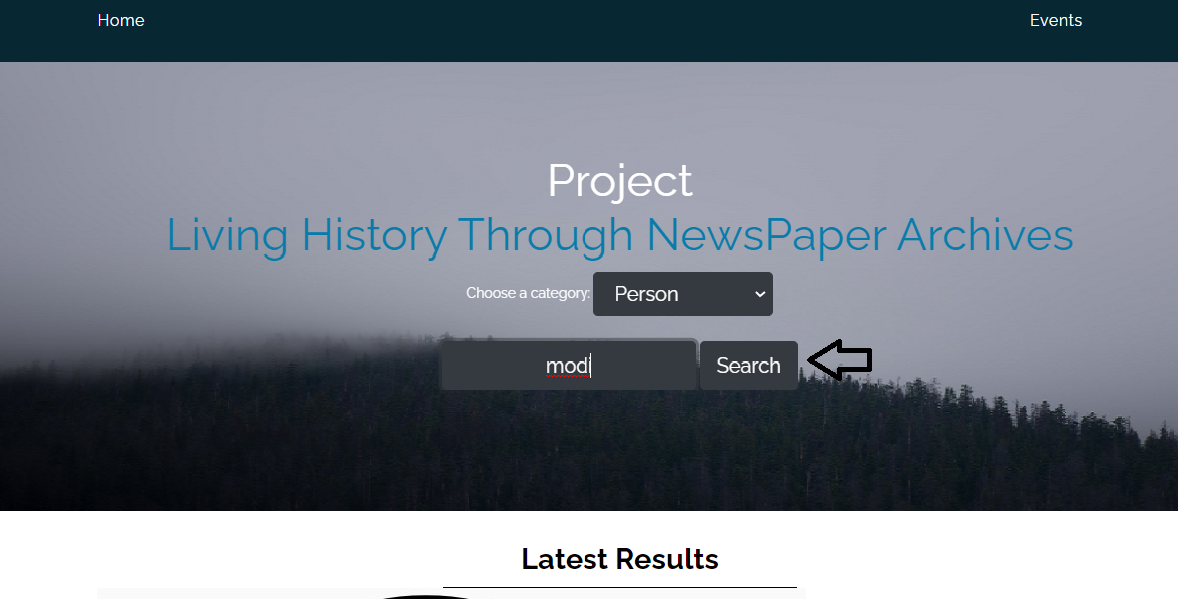 Home Events
Project
Living History Through NewsPaper Archives
Choose a category: Person
modi Search
Latest Results